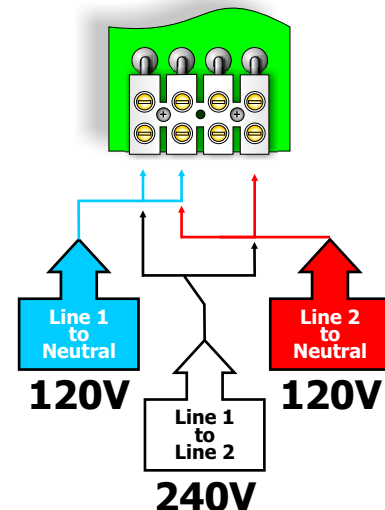 Line 1
to
Neutral
120V
Line 1
to
Line 2
240V
Line 2
to
Neutral
120V